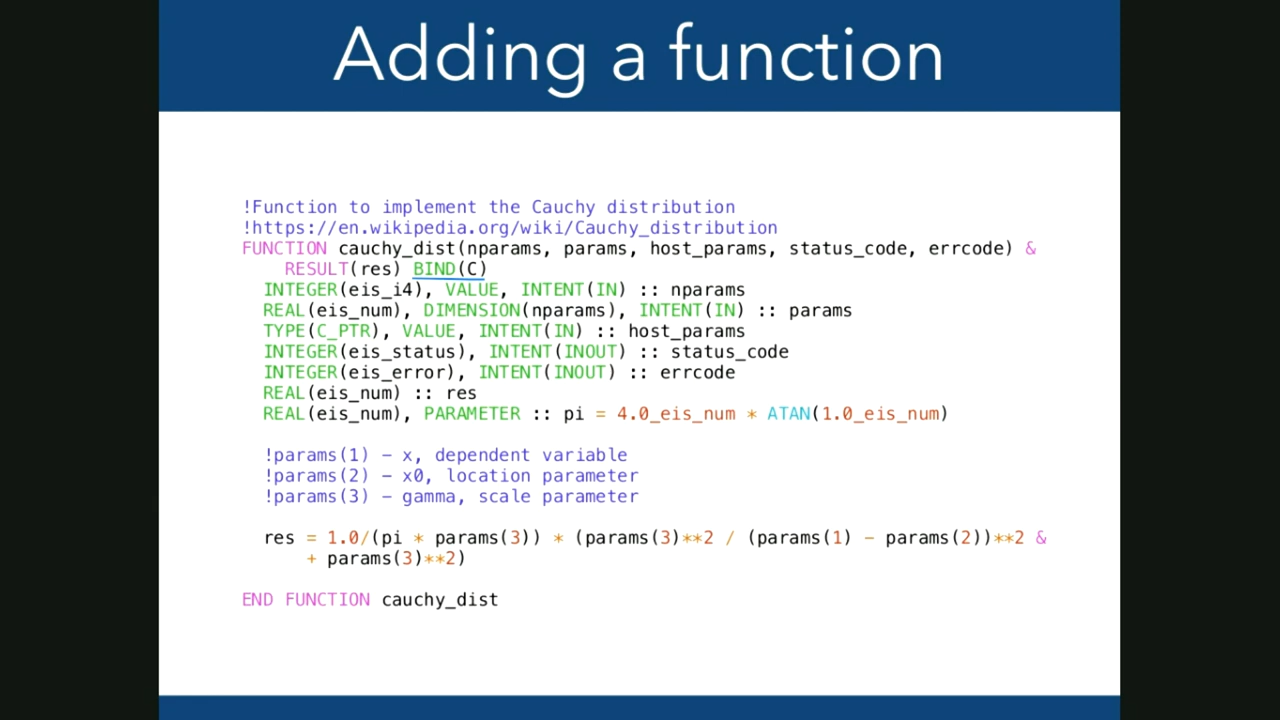 Adding a function
!Function to implement the Cauchy distribution
!https://en.wikipedia.org/wiki/Cauchy_distribution
FUNCTION cauchy_dist(nparams, params, host_params, status_code, errcode) &
RESULT(res) BIND(C)
INTEGER(eis_i4), VALUE, INTENT(IN) :: nparams
REAL(eis_num), DIMENSION(nparams), INTENT(IN) :: params
TYPE(C_PTR), VALUE, INTENT(IN) :: host_params
INTEGER(eis_status), INTENT(INOUT) :: status_code
INTEGER(eis_error), INTENT(INOUT) :: errcode
REAL(eis_num) :: res
REAL(eis_num), PARAMETER :: pi = 4.0_eis_num * ATAN(1.0_eis_num)
!params(1) - x, dependent variable
!params(2) - x0, location parameter
!params(3) - gamma, scale parameter
res = 1.0/(pi * params(3)) * (params(3)**2 / (params(1) - params(2))**2 &
+ params(3)**2)
END FUNCTION cauchy_dist